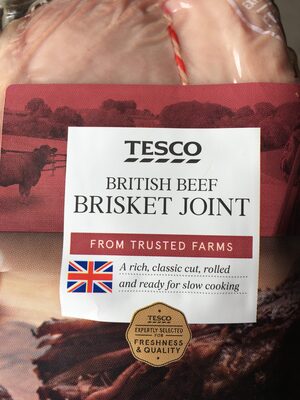 TESCO
BRITISH BEEF
BRISKET JOINT
FROM TRUSTED FARMS
A rich, classic cut, rolled
and ready for slow cooking
TESCO
EXPERTLY SELECTED
FOR
FRESHNESS
& QUALITY